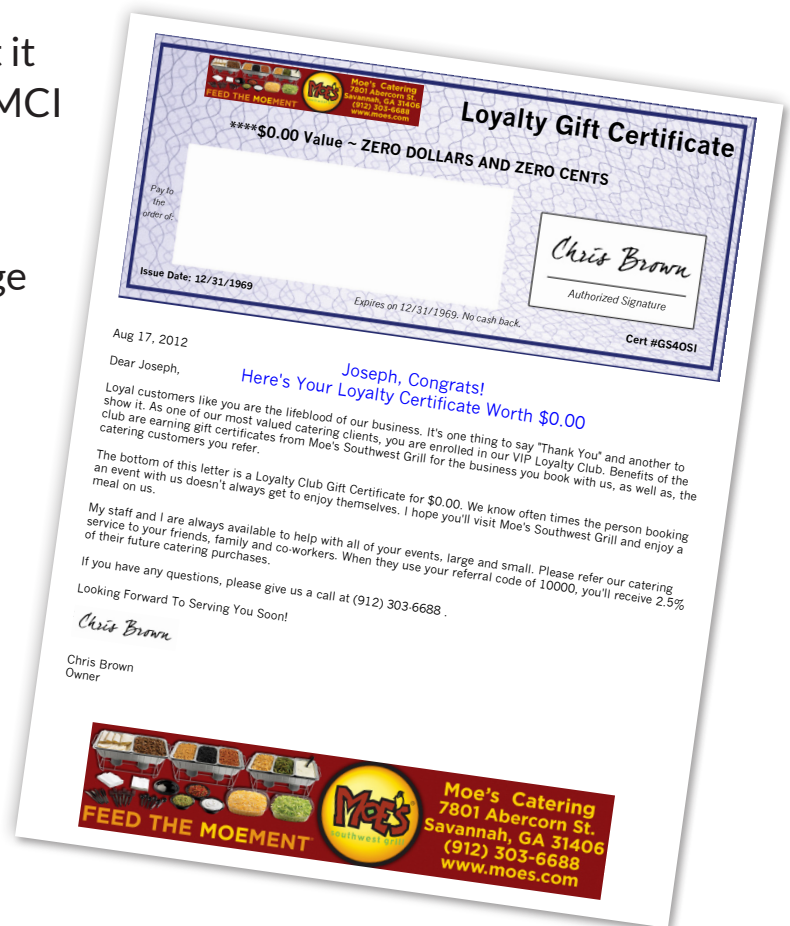 t it
MCI
ge
FEED THE MOEMENT
MOE'S
Moe's Catering
7801 Abercorn St.
Savannah, GA 31406
(912) 303-6688
www.moes.com
Loyalty Gift Certificate
****$0.00 Value ~ ZERO DOLLARS AND ZERO CENTS
Pay to
the
order of:
Chris Brown
Authorized Signature
Issue Date: 12/31/1969
Expires on 12/31/1969. No cash back.
Cert #GS4OSI
Aug 17, 2012
Dear Joseph,
Joseph, Congrats!
Here's Your Loyalty Certificate Worth $0.00
Loyal customers like you are the lifeblood of our business. It's one thing to say "Thank You" and another to
show it. As one of our most valued catering clients, you are enrolled in our VIP Loyalty Club. Benefits of the
club are earning gift certificates from Moe's Southwest Grill for the business you book with us, as well as, the
catering customers you refer.
The bottom of this letter is a Loyalty Club Gift Certificate for $0.00. We know often times the person booking
an event with us doesn't always get to enjoy themselves. I hope you'll visit Moe's Southwest Grill and enjoy a
meal on us.
My staff and I are always available to help with all of your events, large and small. Please refer our catering
service to your friends, family and co-workers. When they use your referral code of 10000, you'll receive 2.5%
of their future catering purchases.
If you have any questions, please give us a call at (912) 303-6688 .
Looking Forward To Serving You Soon!
Chris Brown
Chris Brown
Owner
FEED THE MOEMENT
MOE'S
southwest grill
Moe's Catering
7801 Abercorn St.
Savannah, GA 31406
(912) 303-6688
www.moes.com